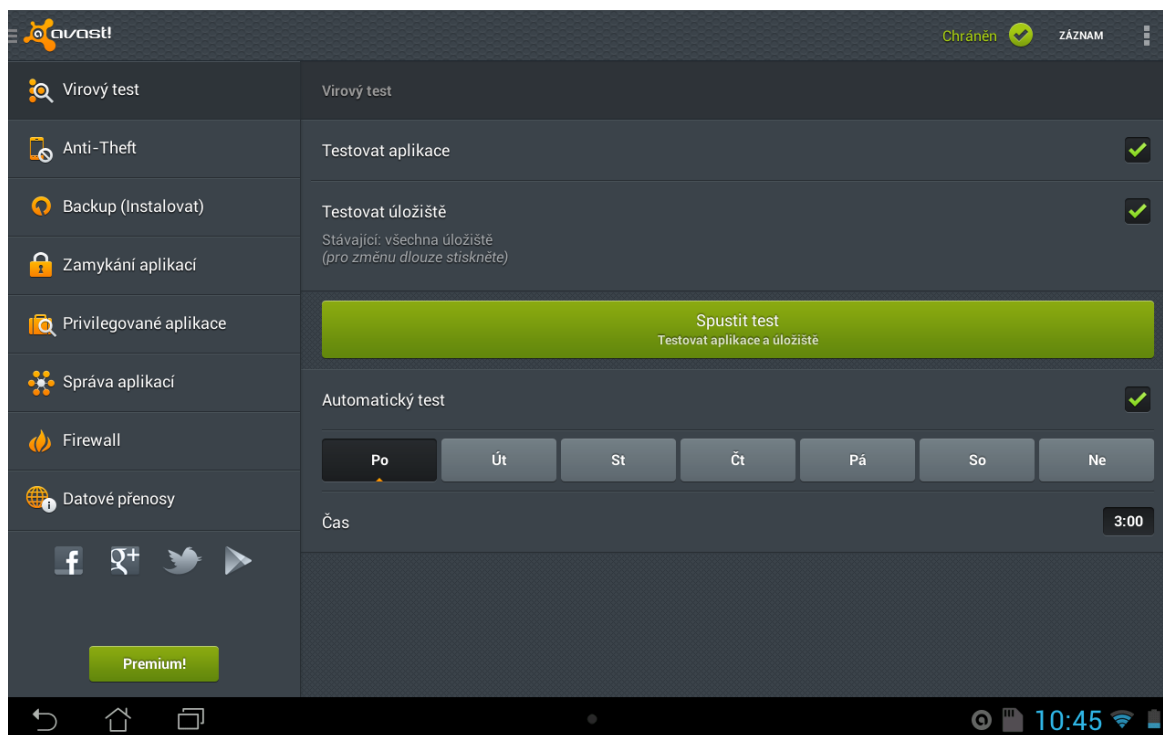 avast!
Chráněn
ZÁZNAM
Virový test
Anti-Theft
Backup (Instalovat)
Zamykání aplikací
Privilegované aplikace
Správa aplikací
Firewall
Datové přenosy
Premium!
Virový test
Testovat aplikace
Testovat úložiště
Stávající: všechna úložiště
(pro změnu dlouze stiskněte)
Spustit test
Testovat aplikace a úložiště
Automatický test
Po Út St Čt Pá So Ne
Čas 3:00
10:45